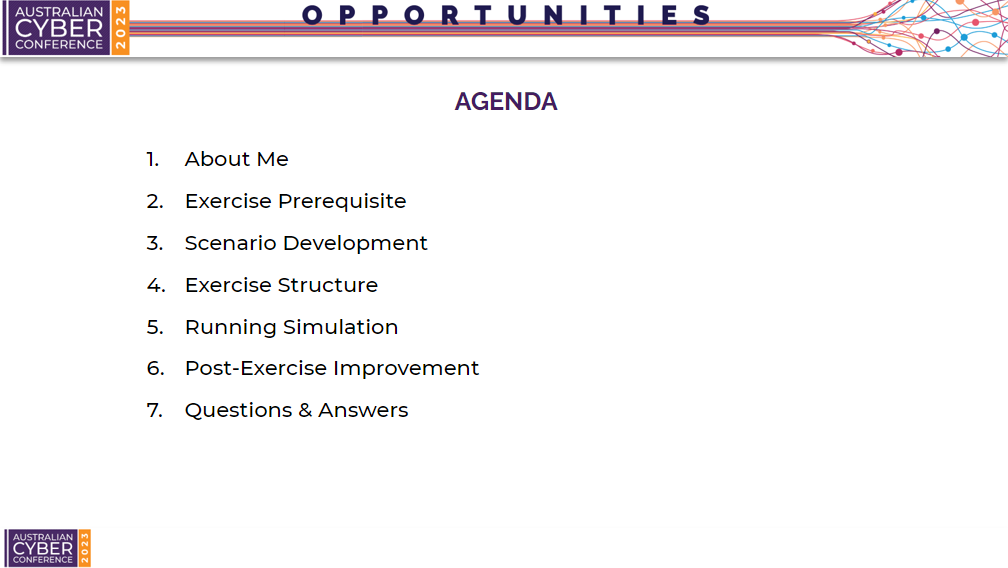 AUSTRALIAN
CYBER
CONFERENCE
2023
OPPORTUNITIES
AGENDA
1. About Me
2. Exercise Prerequisite
3. Scenario Development
4. Exercise Structure
5. Running Simulation
6. Post-Exercise Improvement
7. Questions & Answers
AUSTRALIAN
CYBER
CONFERENCE
2023